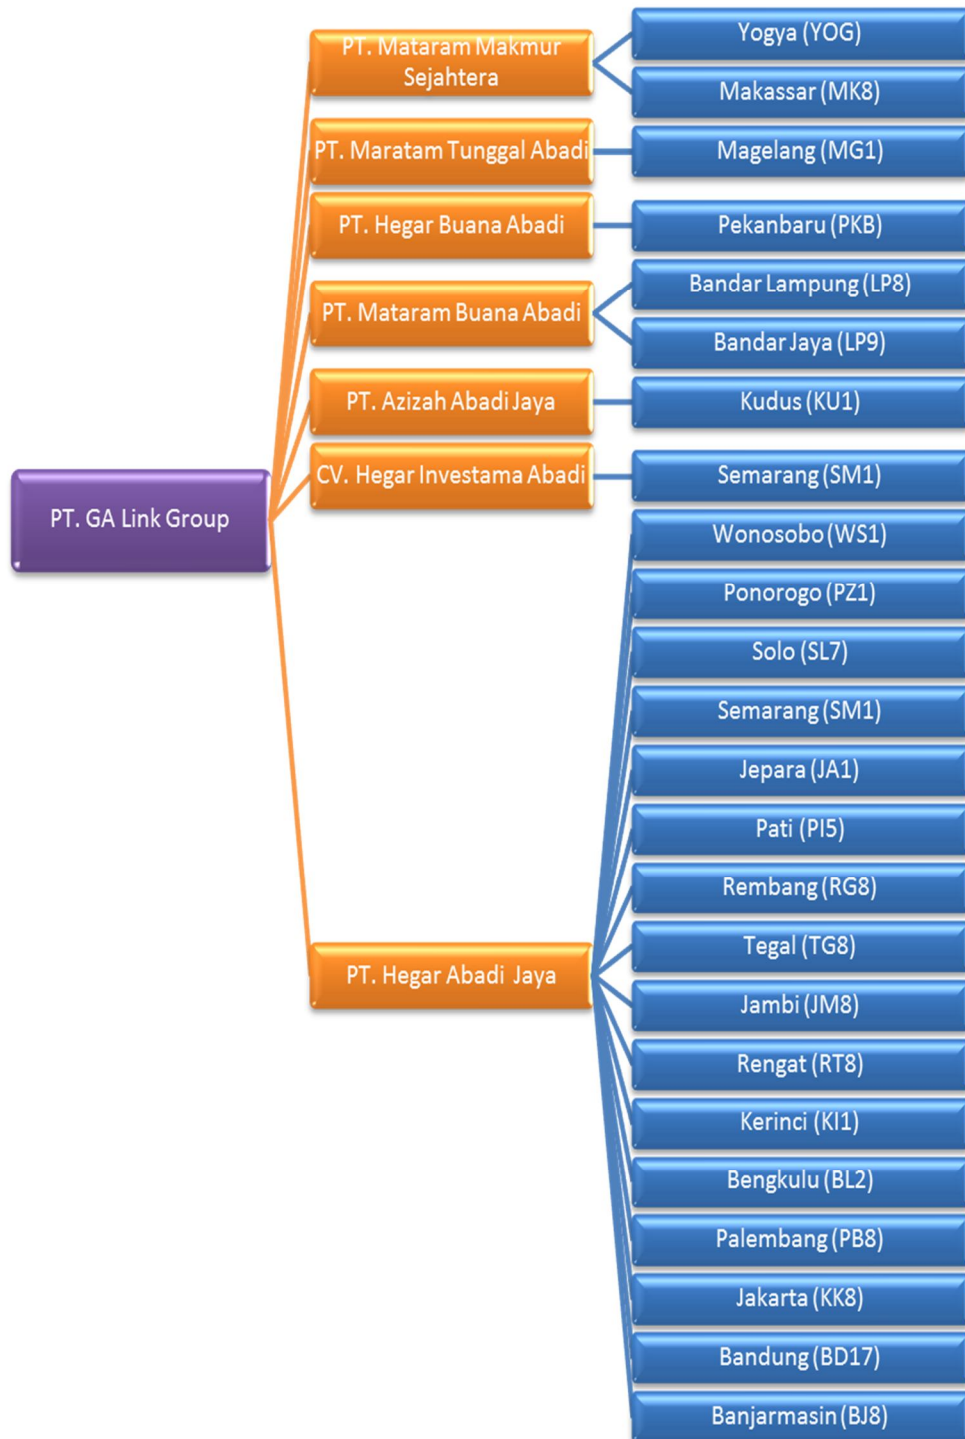 PT. GA Link Group
PT. Mataram Makmur
Sejahtera
Yogya (YOG)
Makassar (MK8)
PT. Maratam Tunggal Abadi
Magelang (MG1)
PT. Hegar Buana Abadi
Pekanbaru (PKB)
PT. Mataram Buana Abadi
Bandar Lampung (LP8)
Bandar Jaya (LP9)
PT. Azizah Abadi Jaya
Kudus (KU1)
CV. Hegar Investama Abadi
Semarang (SM1)
PT. Hegar Abadi Jaya
Wonosobo (WS1)
Ponorogo (PZ1)
Solo (SL7)
Semarang (SM1)
Jepara (JA1)
Pati (PI5)
Rembang (RG8)
Tegal (TG8)
Jambi (JM8)
Rengat (RT8)
Kerinci (KI1)
Bengkulu (BL2)
Palembang (PB8)
Jakarta (KK8)
Bandung (BD17)
Banjarmasin (BJ8)